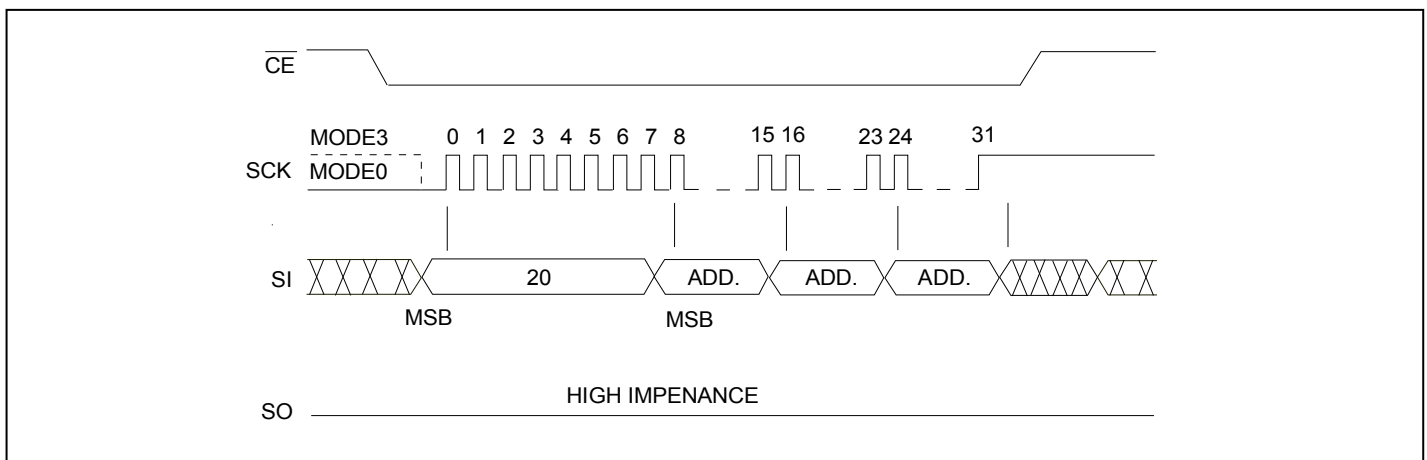 CE
MODE3 0 1 2 3 4 5 6 7 8 15 16 23 24 31
SCK MODE0
SI 20 ADD. ADD. ADD.
MSB MSB
HIGH IMPENANCE
SO